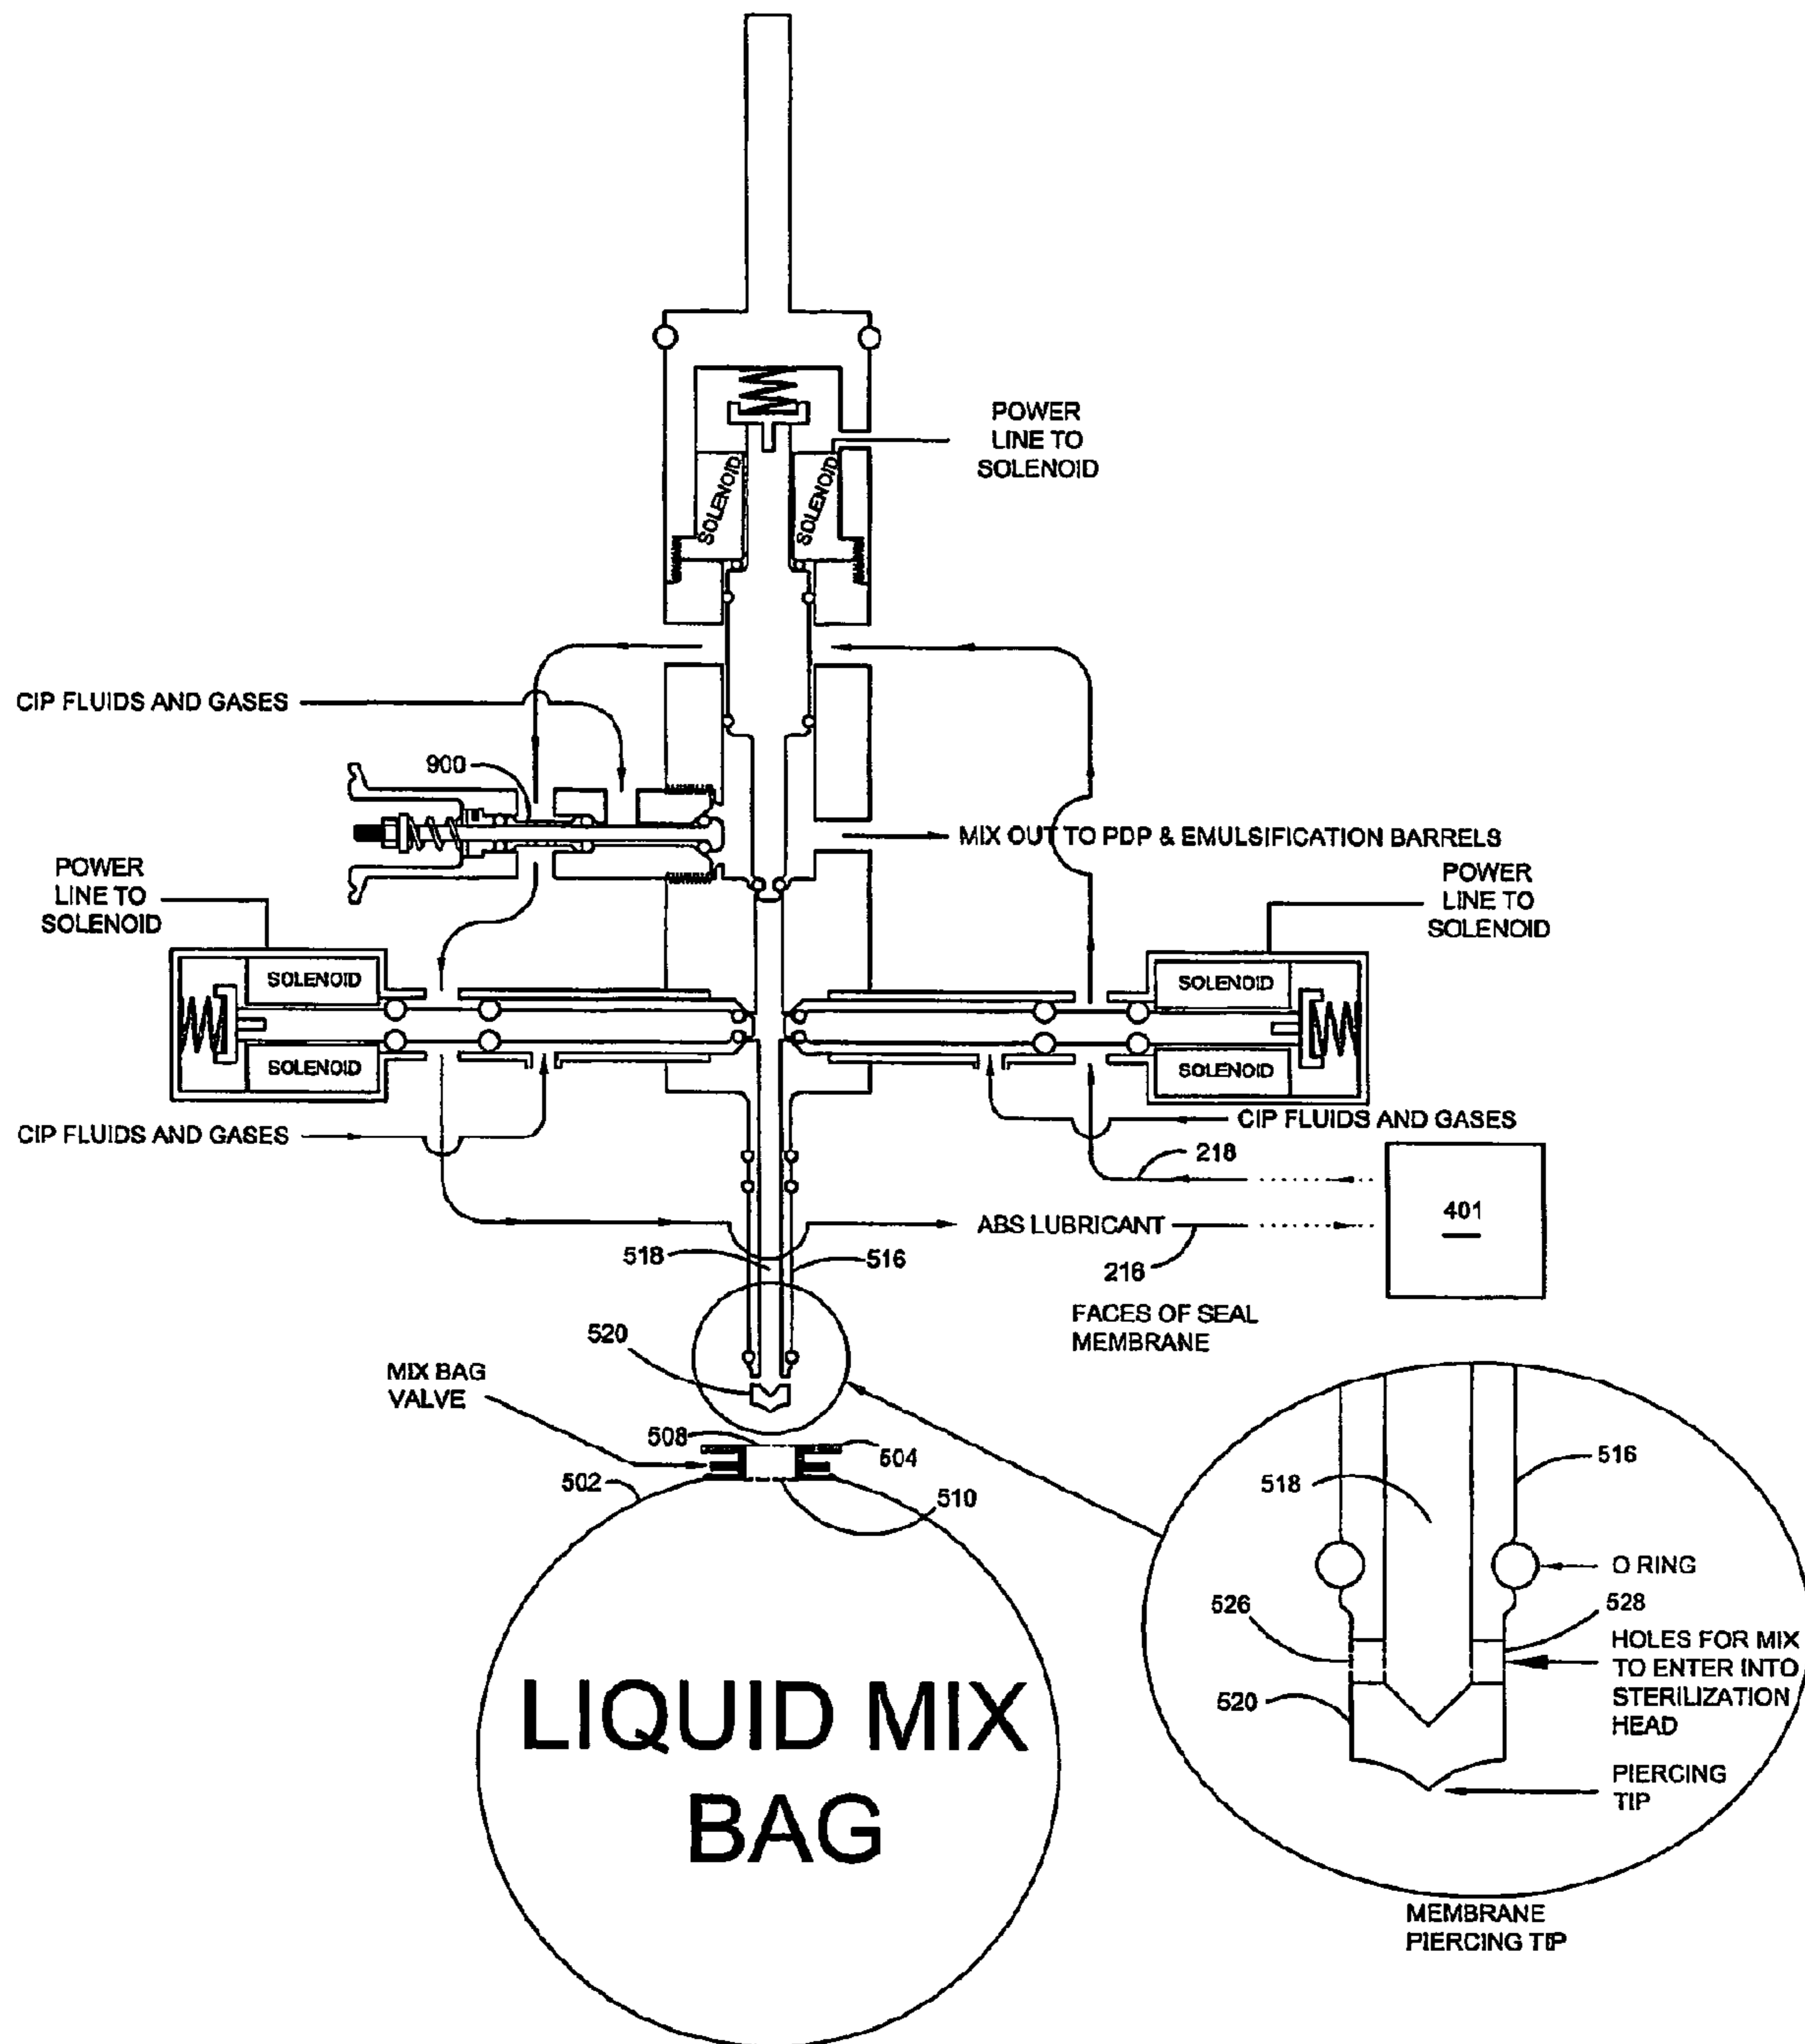 POWER
LINE TO
SOLENOID
SOLENOID
SOLENOID
CIP FLUIDS AND GASES
900
MIX OUT TO PDP & EMULSIFICATION BARRELS
POWER
LINE TO
SOLENOID
POWER
LINE TO
SOLENOID
SOLENOID
SOLENOID
SOLENOID
SOLENOID
CIP FLUIDS AND GASES
CIP FLUIDS AND GASES
218
401
ABS LUBRICANT
518
516
216
FACES OF SEAL
MEMBRANE
520
MIX BAG
VALVE
508
504
502
510
LIQUID MIX
BAG
518
516
O RING
526
528
HOLES FOR MIX
TO ENTER INTO
STERILIZATION
HEAD
520
PIERCING
TIP
MEMBRANE
PIERCING TIP